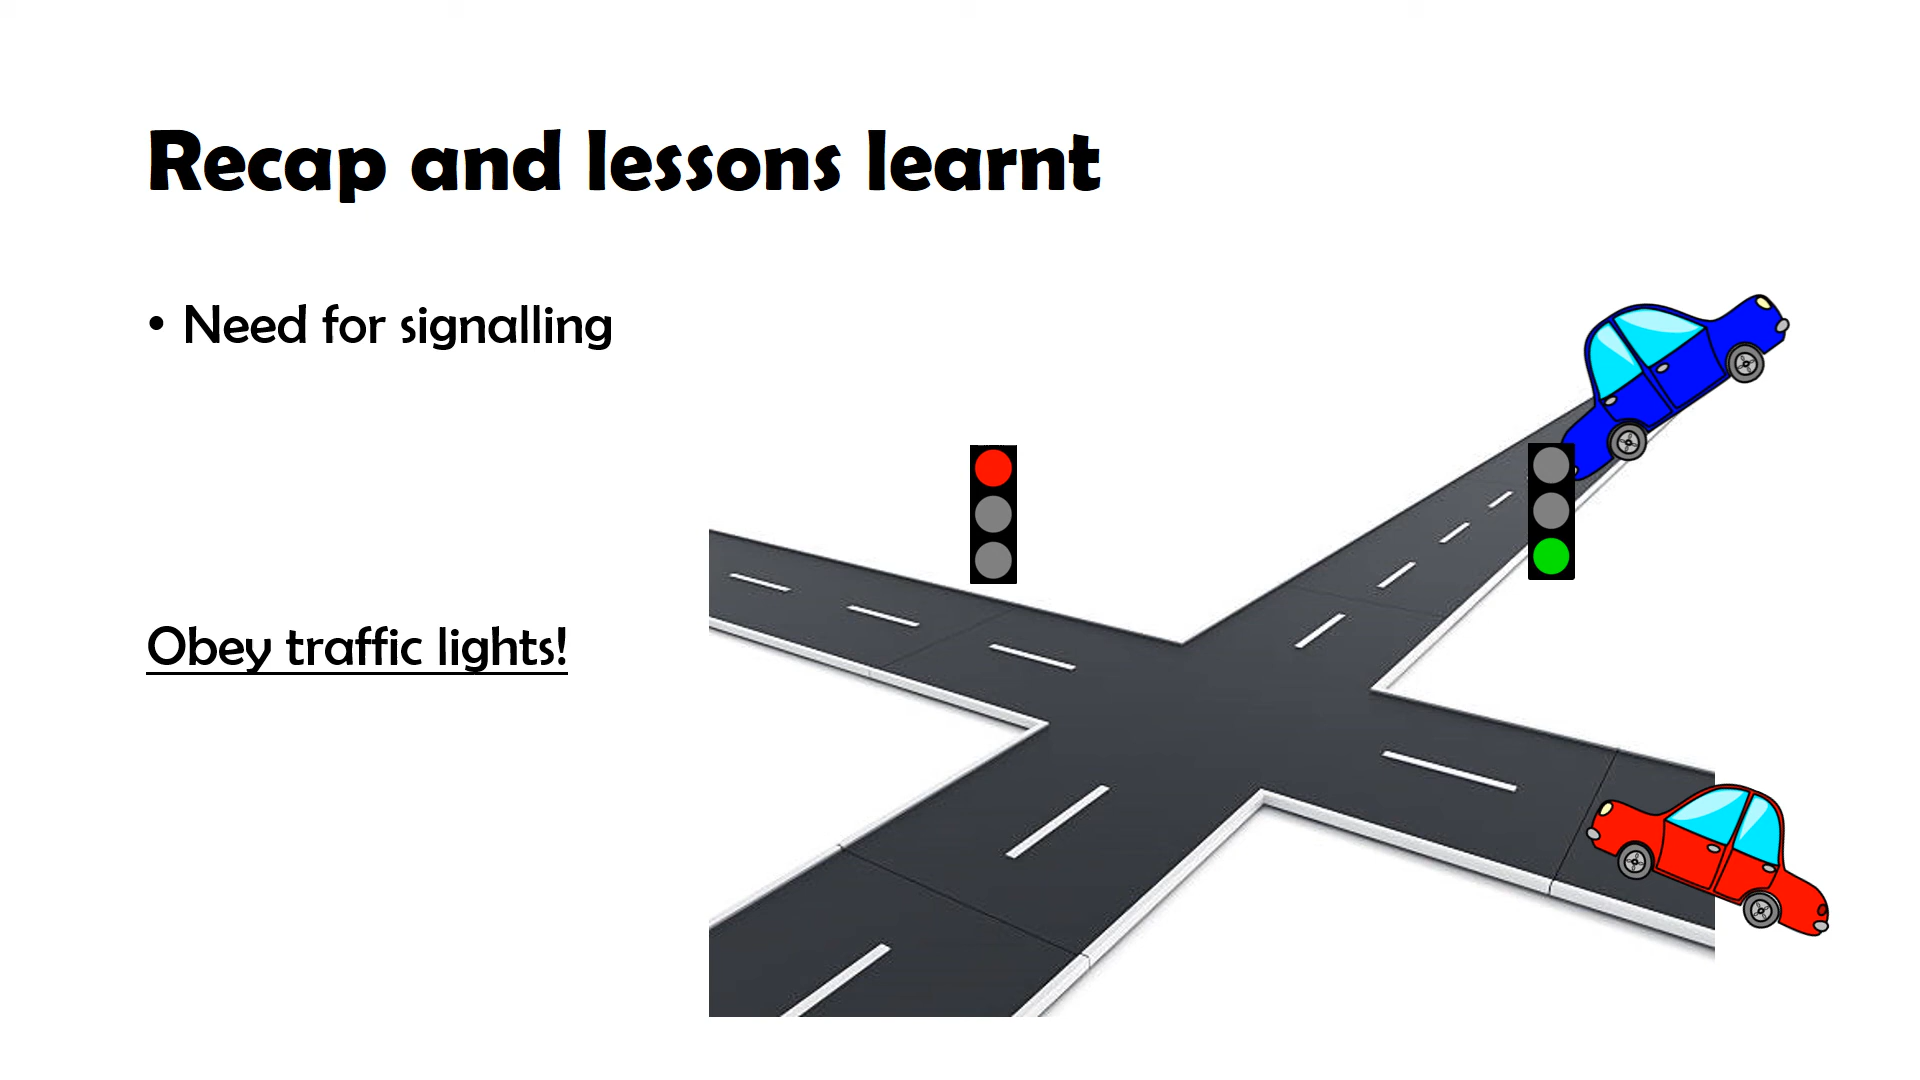 Recap and lessons learnt
• Need for signalling
Obey traffic lights!